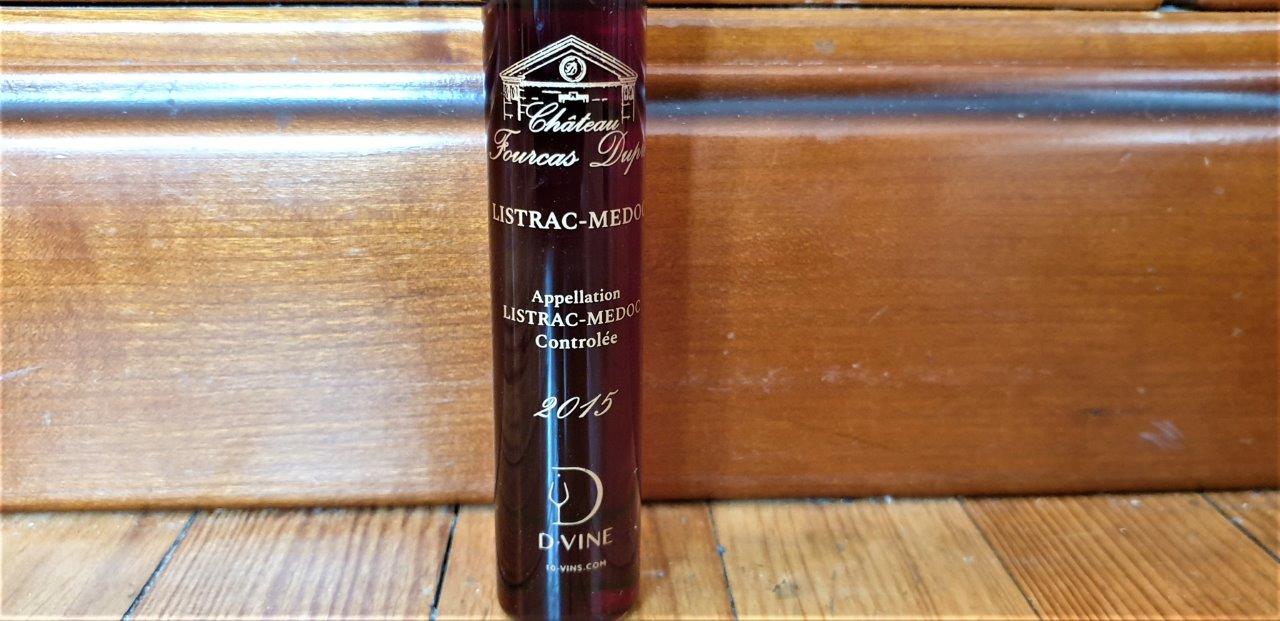 Château
Fourcas
LISTRAC-MEDOC
Appellation
LISTRAC-MEDOC
Controlée
2015
D-VINE
10-VINS.COM